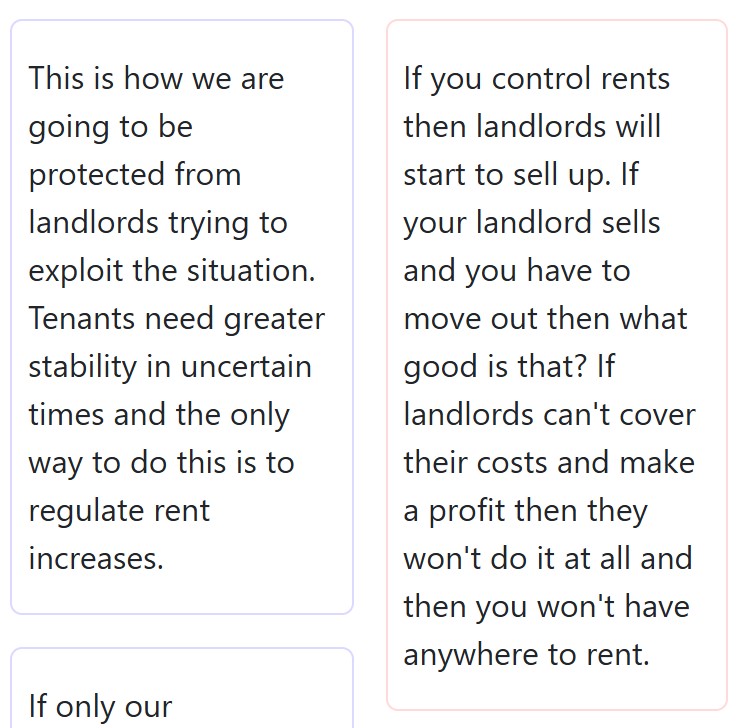 This is how we are
going to be
protected from
landlords trying to
exploit the situation.
Tenants need greater
stability in uncertain
times and the only
way to do this is to
regulate rent
increases.
If only our
If you control rents
then landlords will
start to sell up. If
your landlord sells
and you have to
move out then what
good is that? If
landlords can't cover
their costs and make
a profit then they
won't do it at all and
then you won't have
anywhere to rent.